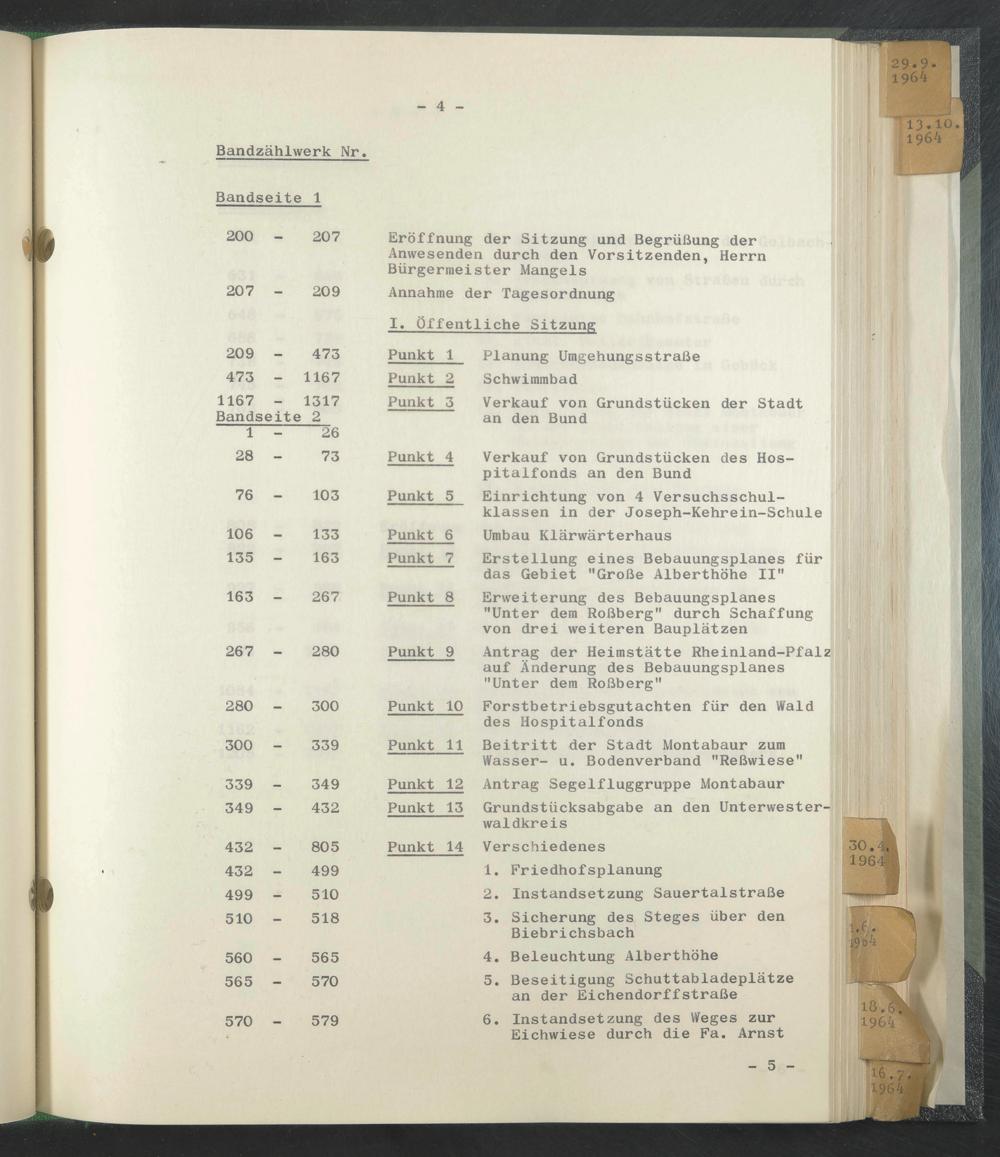 - 4 -
Bandzählwerk Nr.
Bandseite 1
200 - 207 Eröffnung der Sitzung und Begrüßung der
Anwesenden durch den Vorsitzenden, Herrn
Bürgermeister Mangels
207 - 209 Annahme der Tagesordnung
I. Öffentliche Sitzung
209 - 473 Punkt 1 Planung Umgehungsstraße
473 - 1167 Punkt 2 Schwimmbad
1167 - 1317 Punkt 3 Verkauf von Grundstücken der Stadt
Bandseite 2 an den Bund
1 - 26
28 - 73 Punkt 4 Verkauf von Grundstücken des Hos-
pitalfonds an den Bund
76 - 103 Punkt 5 Einrichtung von 4 Versuchsschul-
klassen in der Joseph-Kehrein-Schule
106 - 133 Punkt 6 Umbau Klärwärterhaus
135 - 163 Punkt 7 Erstellung eines Bebauungsplanes für
das Gebiet "Große Alberthöhe II"
163 - 267 Punkt 8 Erweiterung des Bebauungsplanes
"Unter dem Roßberg" durch Schaffung
von drei weiteren Bauplätzen
267 - 280 Punkt 9 Antrag der Heimstätte Rheinland-Pfalz
auf Änderung des Bebauungsplanes
"Unter dem Roßberg"
280 - 300 Punkt 10 Forstbetriebsgutachten für den Wald
des Hospitalfonds
300 - 339 Punkt 11 Beitritt der Stadt Montabaur zum
Wasser- u. Bodenverband "Reßwiese"
339 - 349 Punkt 12 Antrag Segelfluggruppe Montabaur
349 - 432 Punkt 13 Grundstücksabgabe an den Unterwester-
waldkreis
432 - 805 Punkt 14 Verschiedenes
432 - 499 1. Friedhofsplanung
499 - 510 2. Instandsetzung Sauertalstraße
510 - 518 3. Sicherung des Steges über den
Biebrichsbach
560 - 565 4. Beleuchtung Alberthöhe
565 - 570 5. Beseitigung Schuttabladeplätze
an der Eichendorffstraße
570 - 579 6. Instandsetzung des Weges zur
Eichwiese durch die Fa. Arnst
- 5 -
29.9.
1964
13.10.
1964
30.4.
1964
1.6.
1964
18.6.
1964
16.7.
1964